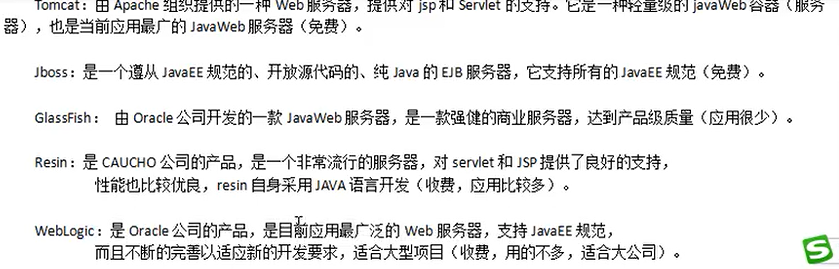 Tomcat：由 Apache 组织提供的一种 Web 服务器，提供对 jsp 和 Servlet 的支持。它是一种轻量级的 javaWeb 容器（服务
器），也是当前应用最广的 JavaWeb 服务器（免费）。
Jboss：是一个遵从 JavaEE 规范的、开放源代码的、纯 Java 的 EJB 服务器，它支持所有的 JavaEE 规范（免费）。
GlassFish： 由 Oracle 公司开发的一款 JavaWeb 服务器，是一款强健的商业服务器，达到产品级质量（应用很少）。
Resin：是 CAUCHO 公司的产品，是一个非常流行的服务器，对 servlet 和 JSP 提供了良好的支持，
性能也比较优良，resin 自身采用 JAVA 语言开发（收费，应用比较多）。
WebLogic：是 Oracle 公司的产品，是目前应用最广泛的 Web 服务器，支持 JavaEE 规范，
而且不断的完善以适应新的开发要求，适合大型项目（收费，用的不多，适合大公司）。
S